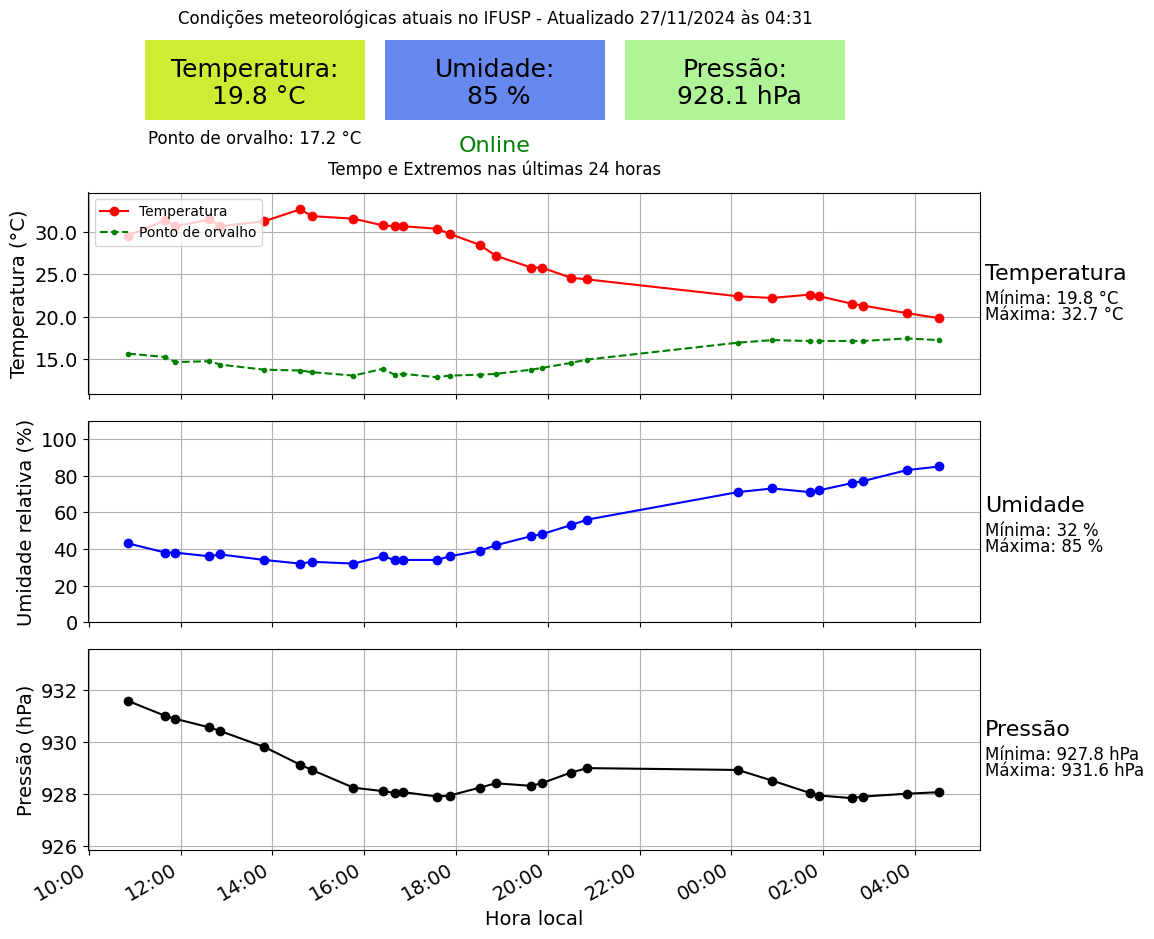 Condições meteorológicas atuais no IFUSP - Atualizado 27/11/2024 às 04:31
Temperatura:
19.8 °C
Umidade:
85 %
Pressão:
928.1 hPa
Ponto de orvalho: 17.2 °C
Online
Tempo e Extremos nas últimas 24 horas
Temperatura (°C)
30.0
25.0
20.0
15.0
Temperatura
Ponto de orvalho
Temperatura
Mínima: 19.8 °C
Máxima: 32.7 °C
Umidade relativa (%)
100
80
60
40
20
0
Umidade
Mínima: 32 %
Máxima: 85 %
Pressão (hPa)
932
930
928
926
Pressão
Mínima: 927.8 hPa
Máxima: 931.6 hPa
10:00 12:00 14:00 16:00 18:00 20:00 22:00 00:00 02:00 04:00
Hora local